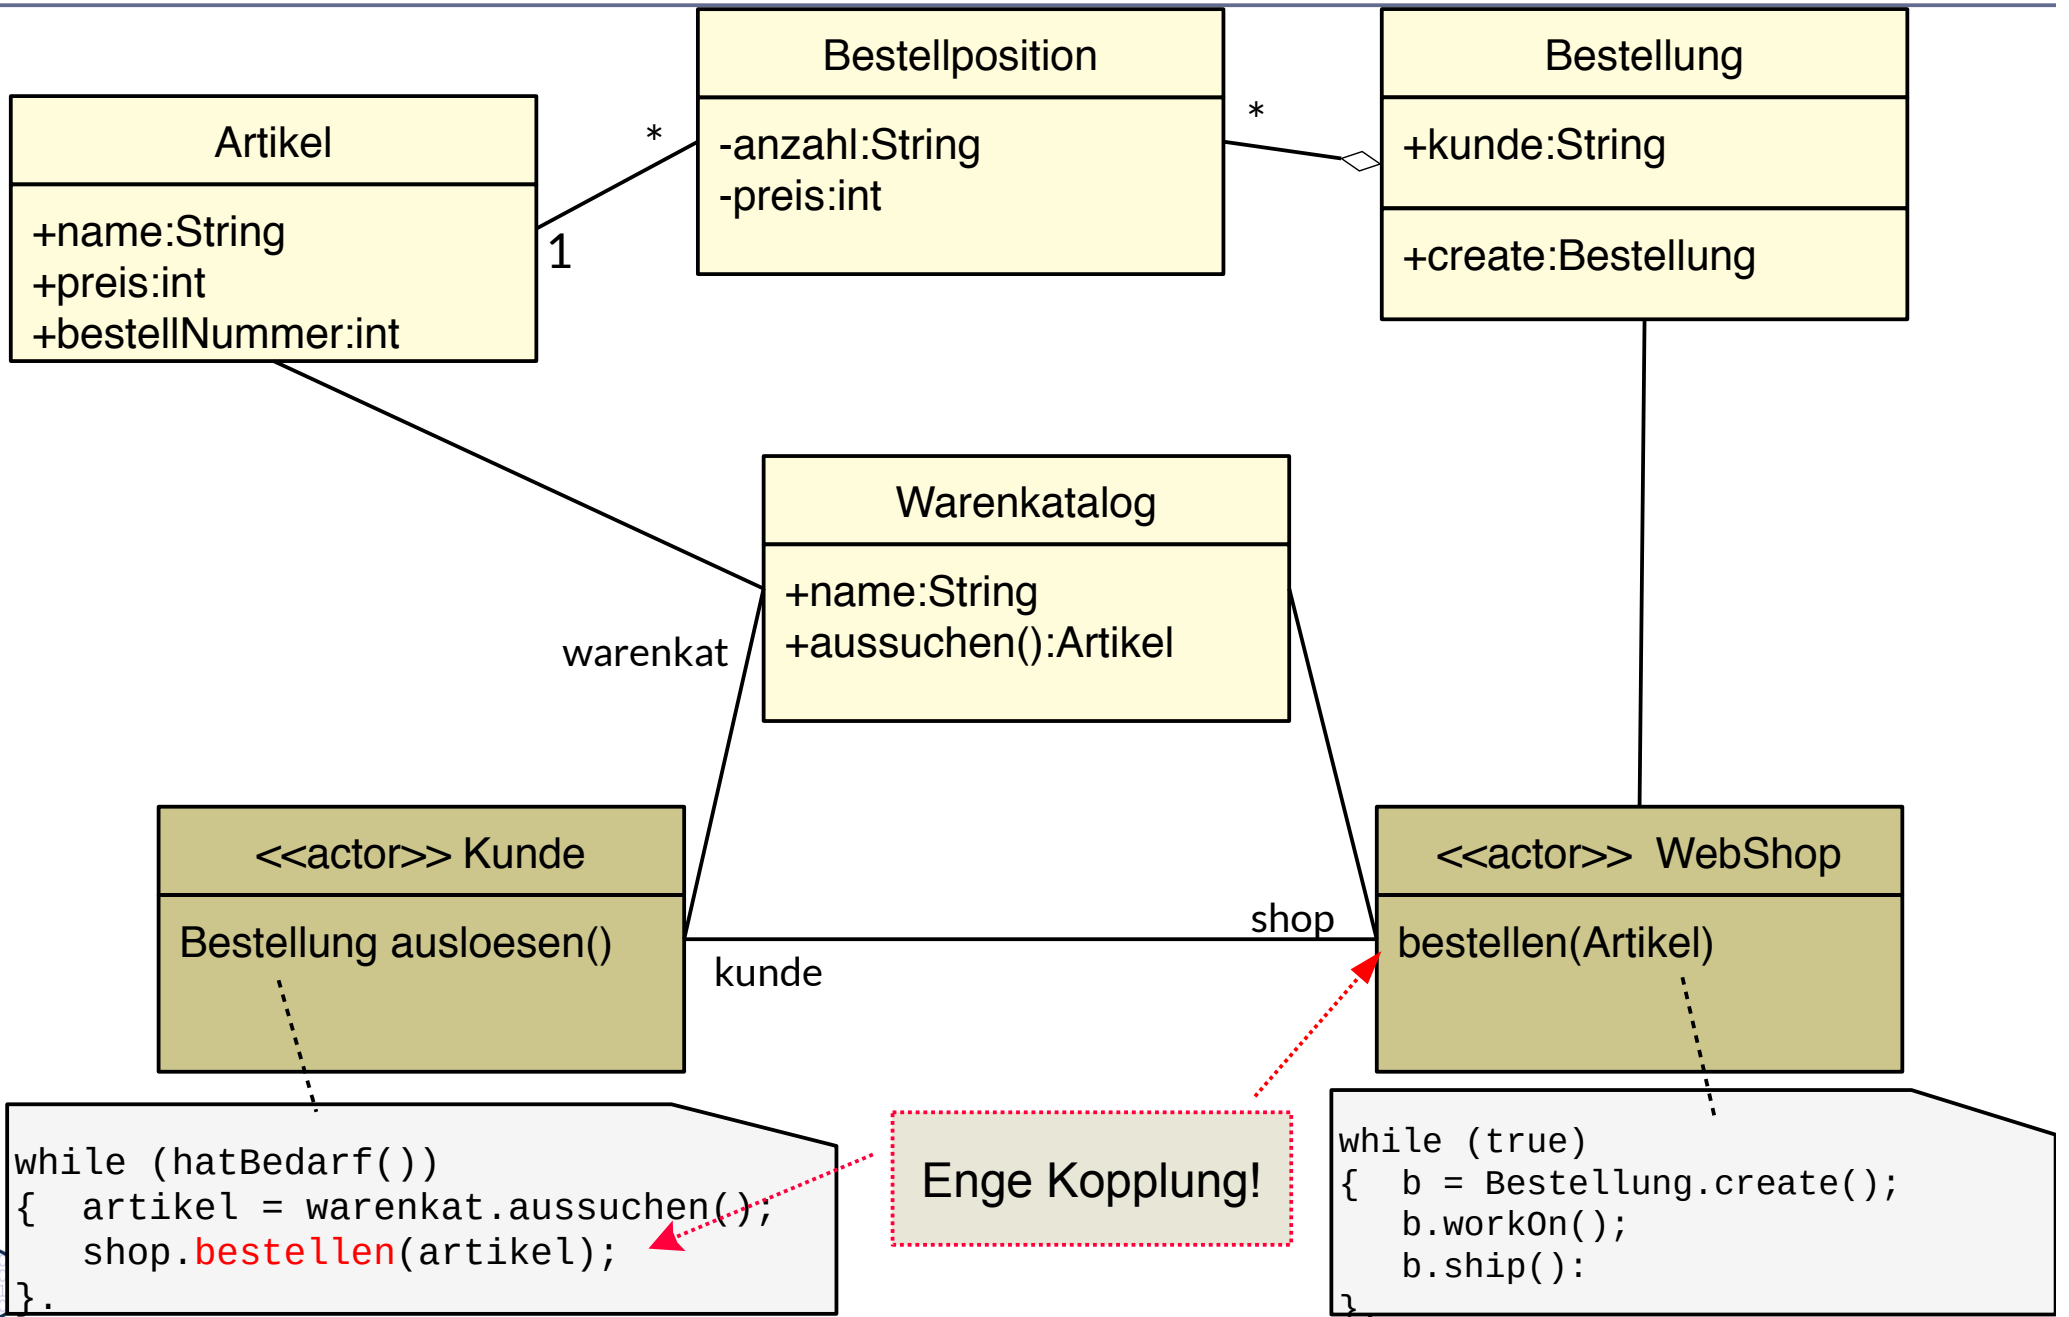 Bestellposition
-anzahl:String
-preis:int
*
*
Bestellung
+kunde:String
+create:Bestellung
Artikel
+name:String
+preis:int
+bestellNummer:int
1
Warenkatalog
+name:String
+aussuchen():Artikel
warenkat
<<actor>> Kunde
Bestellung ausloesen()
kunde
shop
<<actor>> WebShop
bestellen(Artikel)
while (hatBedarf())
{ artikel = warenkat.aussuchen();
shop.bestellen(artikel);
}.
Enge Kopplung!
while (true)
{ b = Bestellung.create();
b.workOn();
b.ship():
}